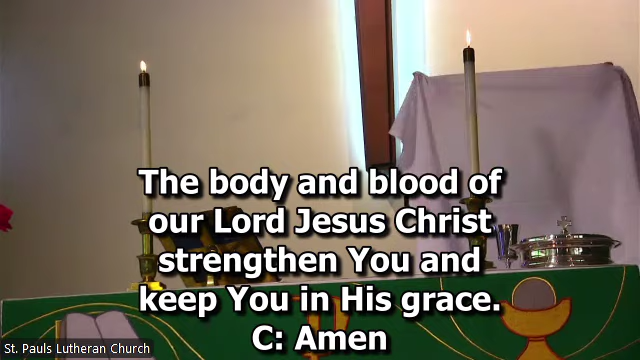 The body and blood of
our Lord Jesus Christ
strengthen You and
keep You in His grace.
C: Amen
St. Pauls Lutheran Church